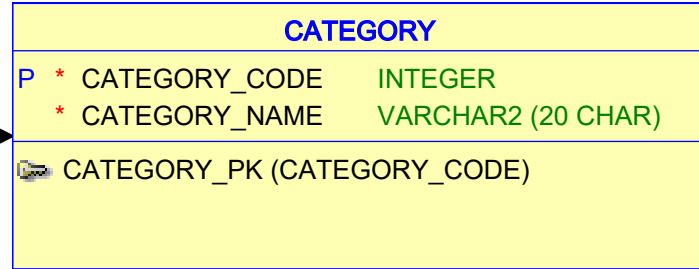 CATEGORY
P * CATEGORY_CODE INTEGER
* CATEGORY_NAME VARCHAR2 (20 CHAR)
CATEGORY_PK (CATEGORY_CODE)